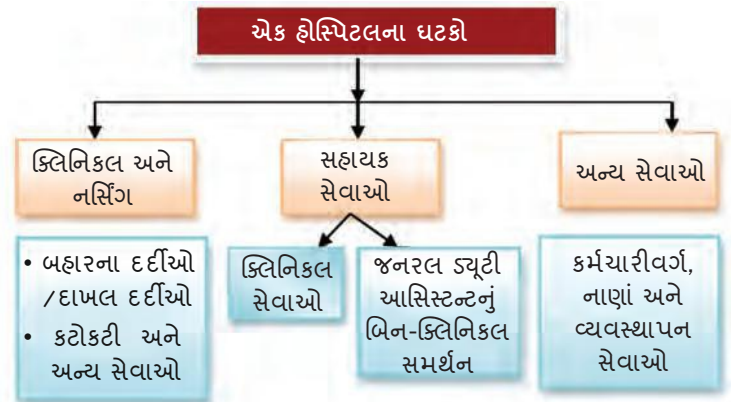 એક હોસ્પિટલના ઘટકો
ક્લિનિકલ અને
નર્સિંગ
સહાયક
સેવાઓ
અન્ય સેવાઓ
• બહારના દર્દીઓ
/દાખલ દર્દીઓ
• કટોકટી અને
અન્ય સેવાઓ
ક્લિનિકલ
સેવાઓ
જનરલ ડ્યૂટી
આસિસ્ટન્ટનું
બિન-ક્લિનિકલ
સમર્થન
કર્મચારીવર્ગ,
નાણાં અને
વ્યવસ્થાપન
સેવાઓ